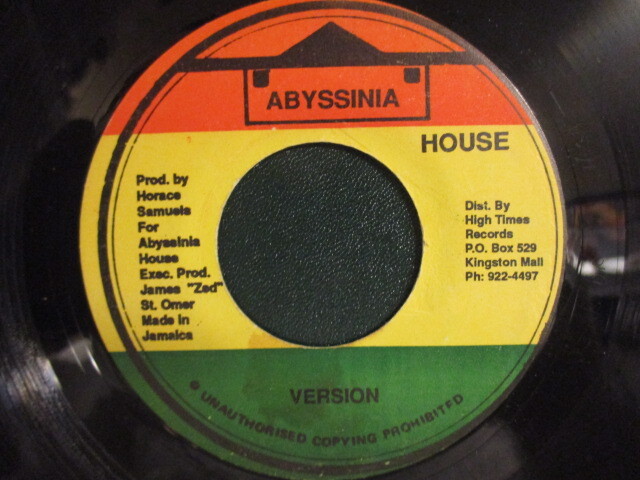 ABYSSINIA
HOUSE
Prod. by
Horace
Samuels
For
Abyssinia
House
Exec. Prod.
James "Zed"
St. Omer
Made in
Jamaica
Dist. By
High Times
Records
P.O. Box 529
Kingston Mall
Ph: 922-4497
VERSION
UNAUTHORISED COPYING PROHIBITED